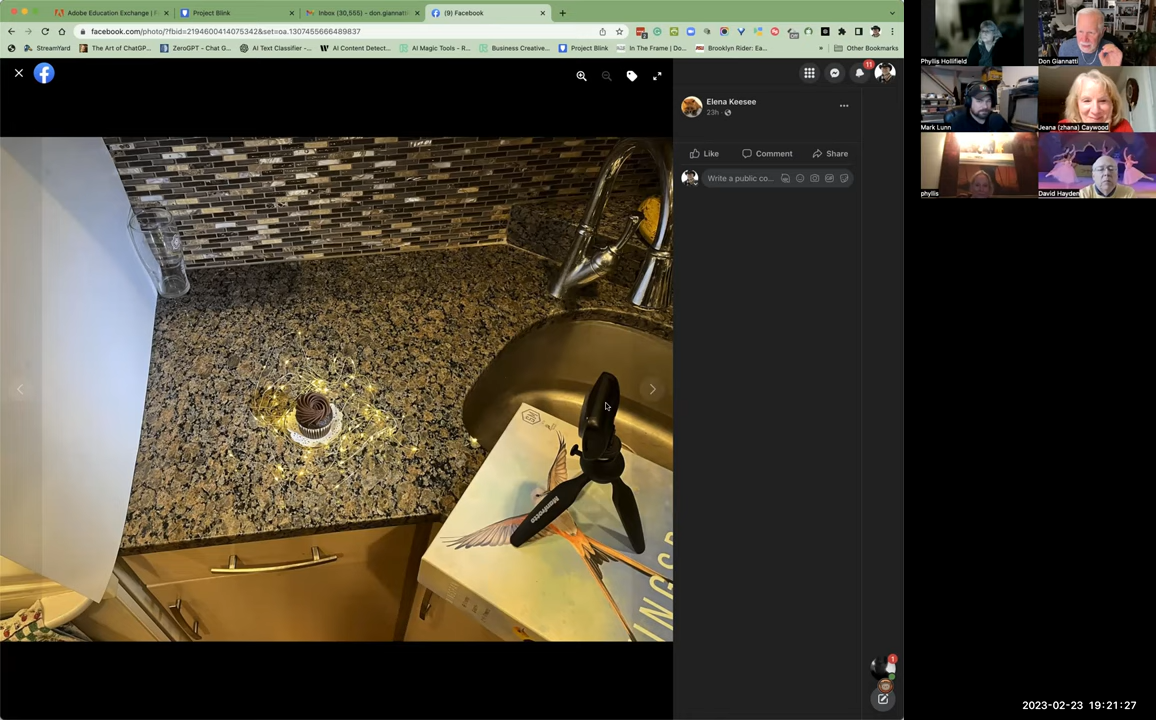 Adobe Education Exchange | F
Project Blink
Inbox (30,555) - don.giannatti
(9) Facebook
facebook.com/photo/?fbid=2194600414075342&set=oa.1307455666489837
StreamYard
The Art of ChatGP...
ZeroGPT - Chat G...
AI Text Classifier -...
AI Content Detect...
AI Magic Tools - R...
Business Creative...
Project Blink
In The Frame | Do...
Brooklyn Rider: Ea...
»
Other Bookmarks
11
Elena Keesee
23h ·
Like
Comment
Share
Write a public co...
Manfrotto
INGSP
1
Phyllis Hollifield
Don Giannatti
Mark Lunn
Jeana (zhana) Caywood
phyllis
David Hayden
2023-02-23 19:21:27